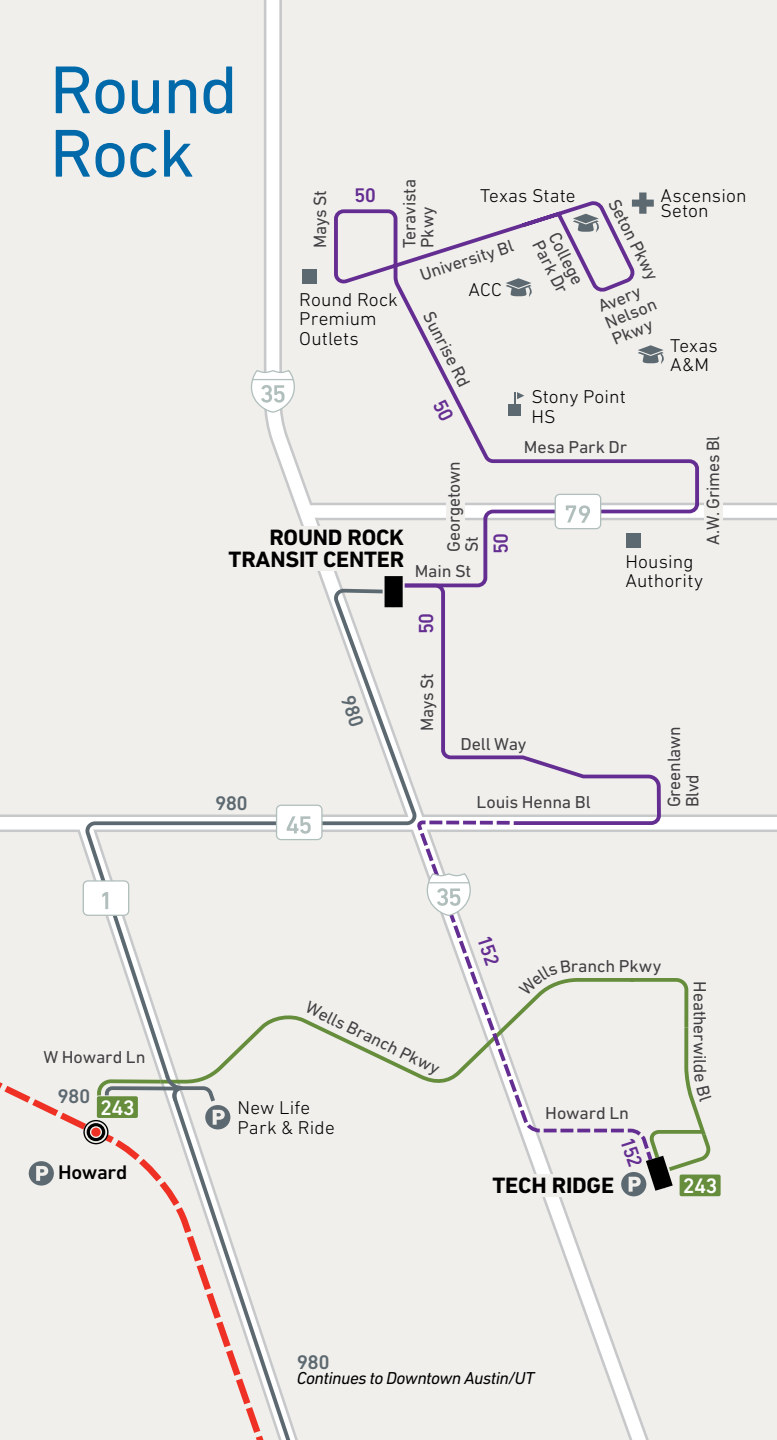 Round
Rock
Mays St
50
Teravista
Pkwy
Texas State
Ascension
Seton
Seton Pkwy
University Bl
College
Park Dr
ACC
Avery
Nelson
Pkwy
Round Rock
Premium
Outlets
Sunrise Rd
Texas
A&M
35
50
Stony Point
HS
Mesa Park Dr
A.W. Grimes Bl
Georgetown
St
79
50
ROUND ROCK
TRANSIT CENTER
Main St
Housing
Authority
50
980
Mays St
Dell Way
Greenlawn
Blvd
980
45
Louis Henna Bl
1
35
152
Wells Branch Pkwy
Heatherwilde Bl
Wells Branch Pkwy
W Howard Ln
980
243
P
New Life
Park & Ride
Howard Ln
152
P
Howard
TECH RIDGE
P
243
980
Continues to Downtown Austin/UT